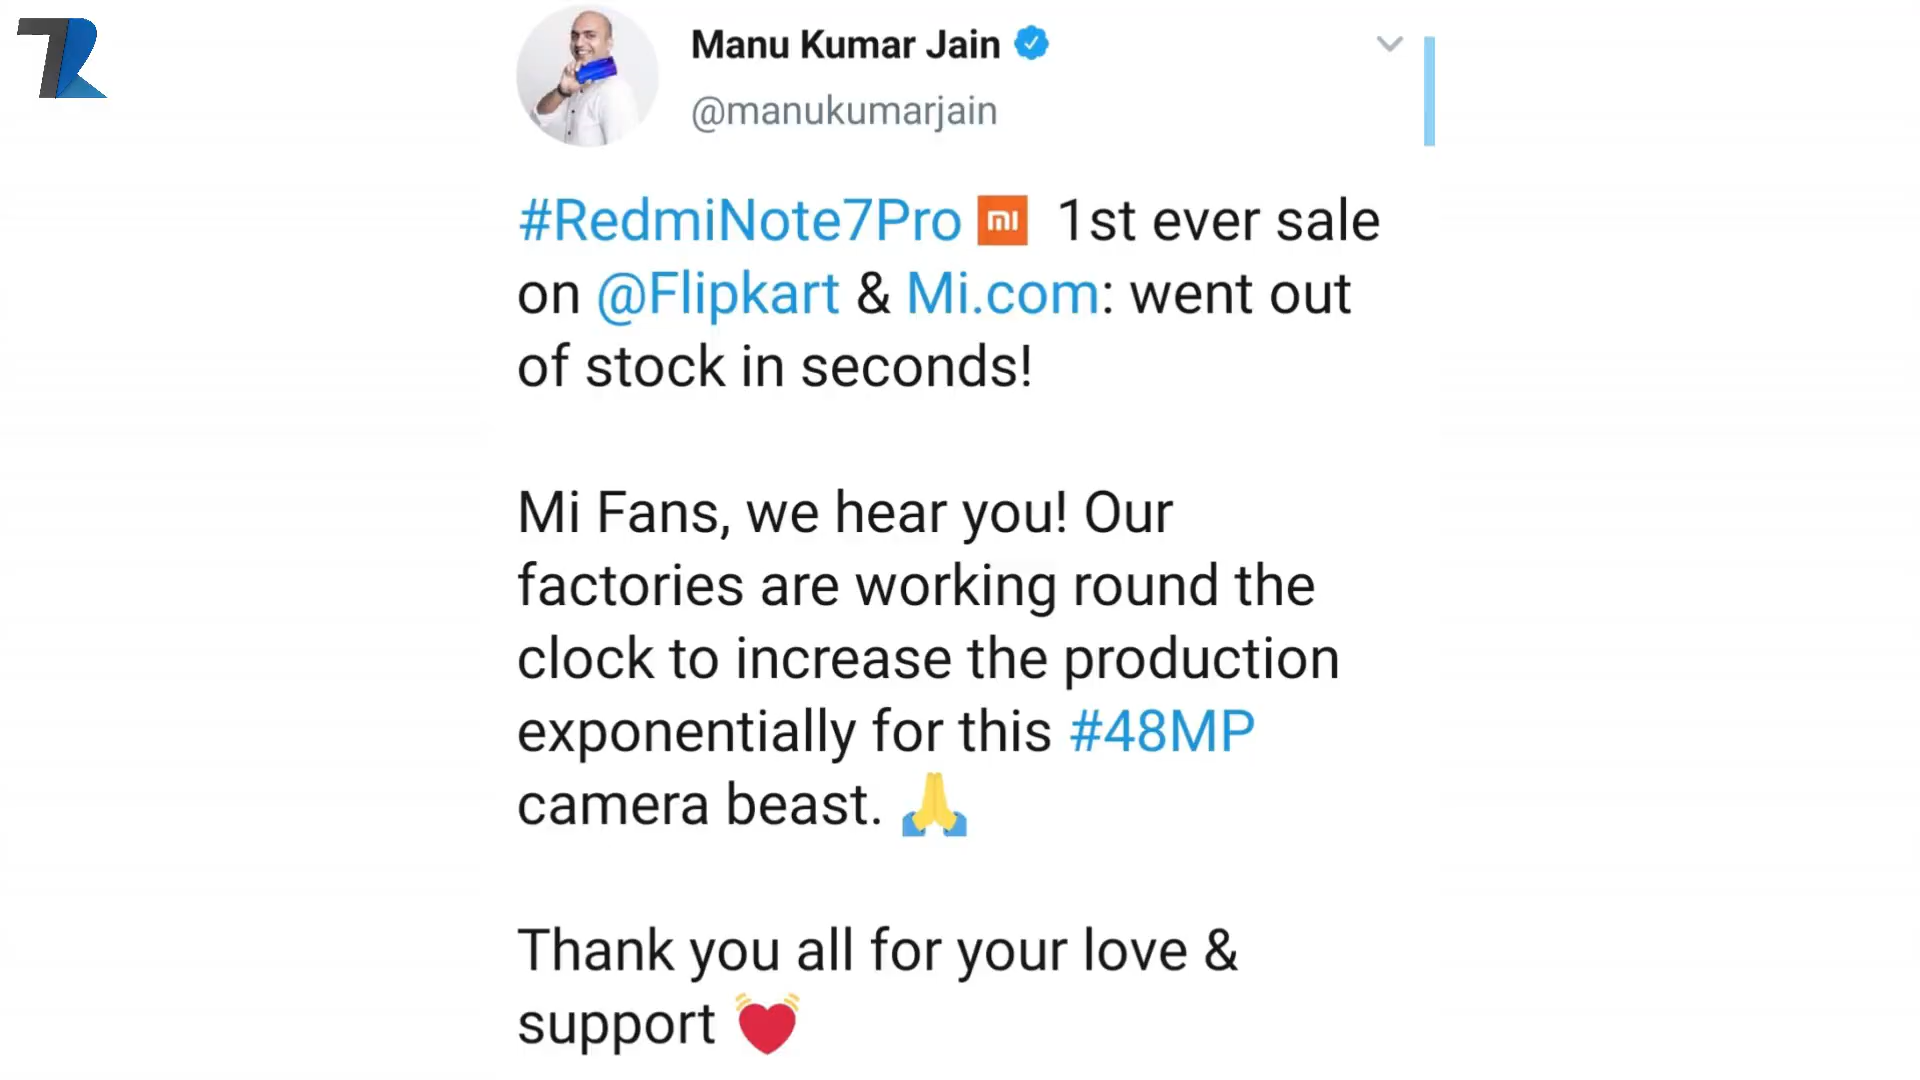 Manu Kumar Jain
@manukumarjain
#RedmiNote7Pro mi 1st ever sale
on @Flipkart & Mi.com: went out
of stock in seconds!
Mi Fans, we hear you! Our
factories are working round the
clock to increase the production
exponentially for this #48MP
camera beast. 🙏
Thank you all for your love &
support 💓